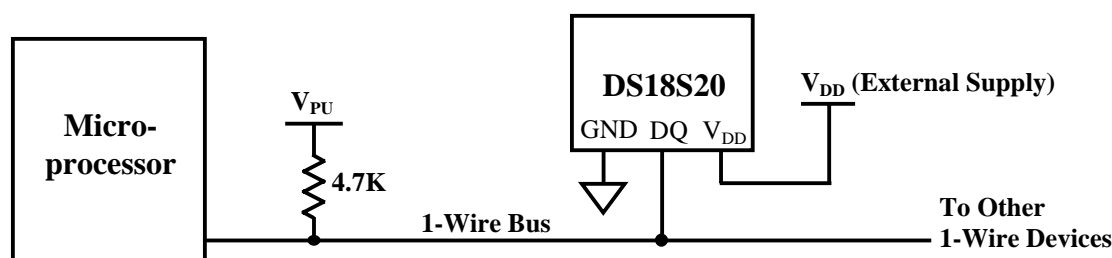 Micro-
processor
V_PU
4.7K
1-Wire Bus
DS18S20
GND DQ V_DD
V_DD (External Supply)
To Other
1-Wire Devices